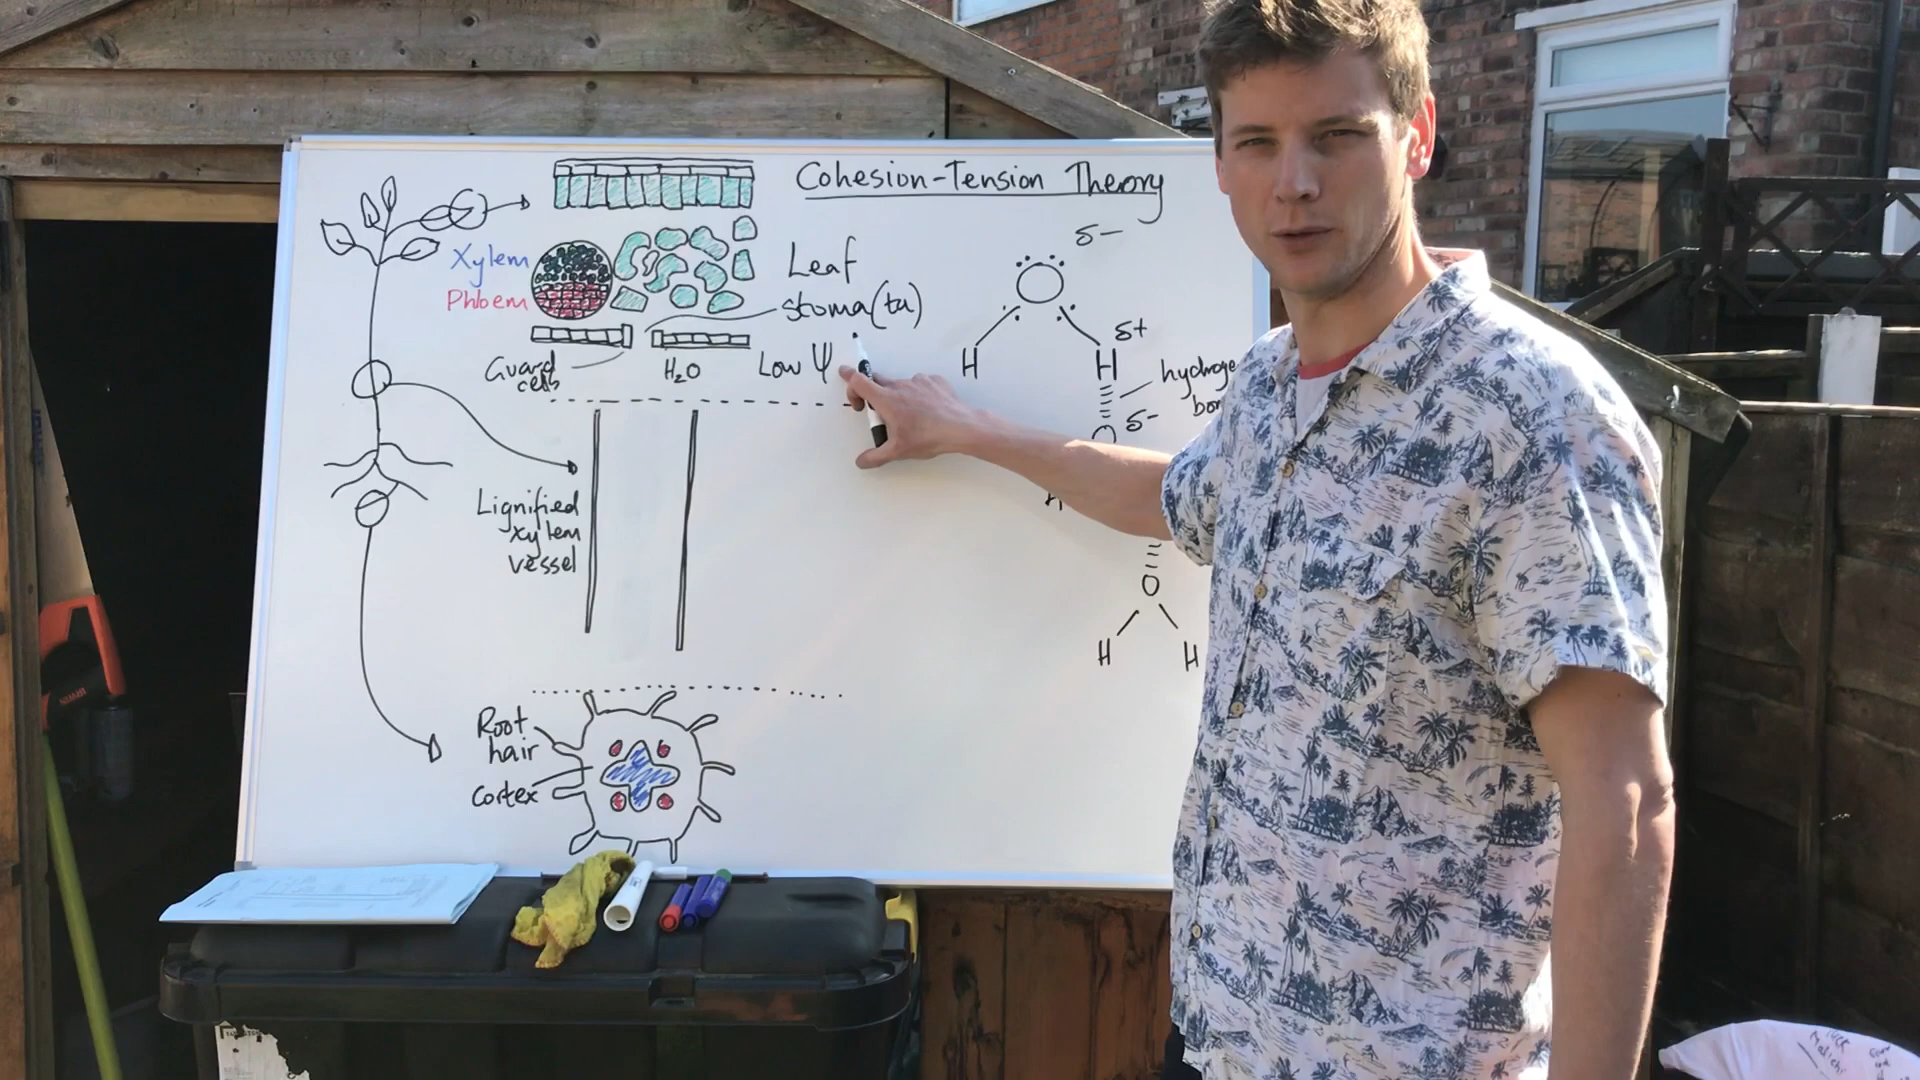 Cohesion-Tension Theory
Xylem
Phloem
Leaf
stoma(ta)
Guard
cells
H₂O
Low Ψ
δ-
δ+
H
H
hydroge
bon
δ-
H
O
H
H
Lignified
xylem
vessel
Root
hair
Cortex